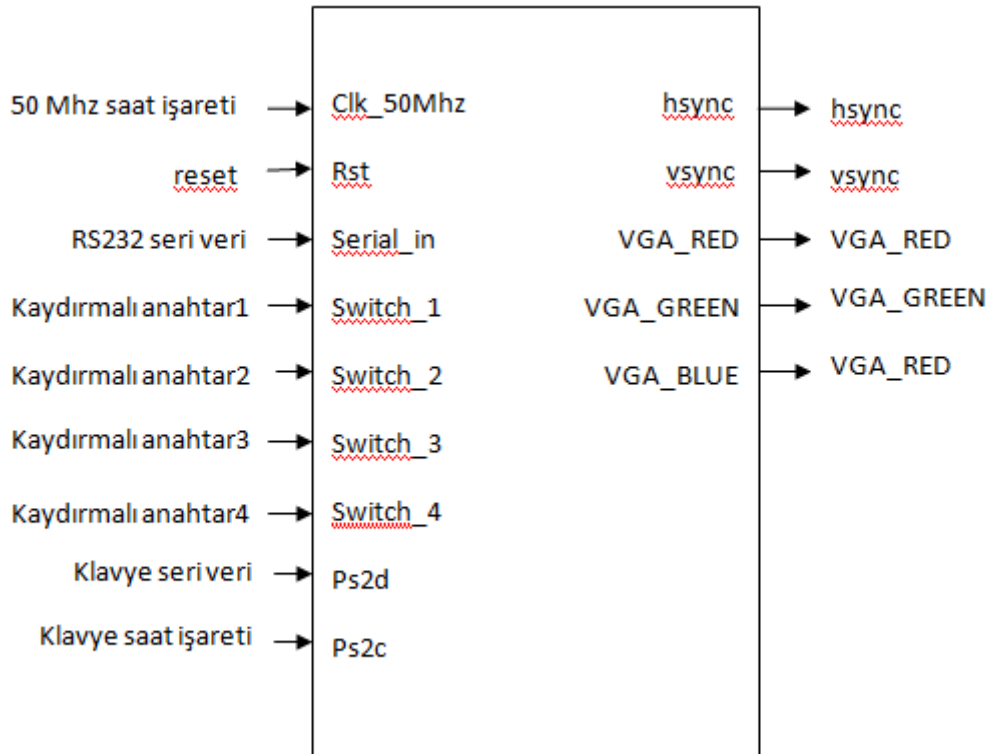 50 Mhz saat işareti Clk_50Mhz hsync hsync
reset Rst vsync vsync
RS232 seri veri Serial_in VGA_RED VGA_RED
Kaydırmalı anahtar1 Switch_1 VGA_GREEN VGA_GREEN
Kaydırmalı anahtar2 Switch_2 VGA_BLUE VGA_RED
Kaydırmalı anahtar3 Switch_3
Kaydırmalı anahtar4 Switch_4
Klavye seri veri Ps2d
Klavye saat işareti Ps2c